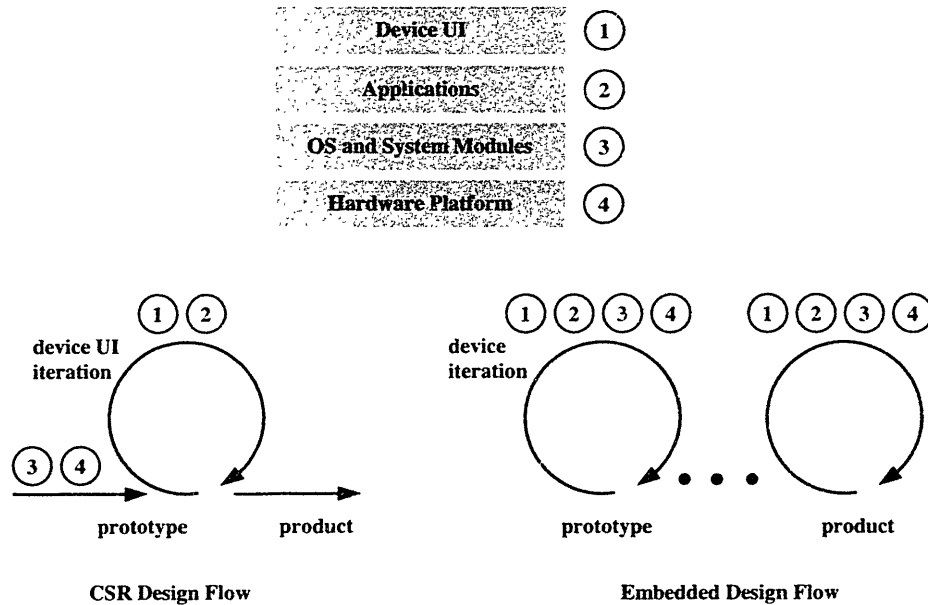 Device UI 1
Applications 2
OS and System Modules 3
Hardware Platform 4
1 2
device UI
iteration
3 4
prototype product
CSR Design Flow
1 2 3 4 1 2 3 4
device
iteration
prototype product
Embedded Design Flow